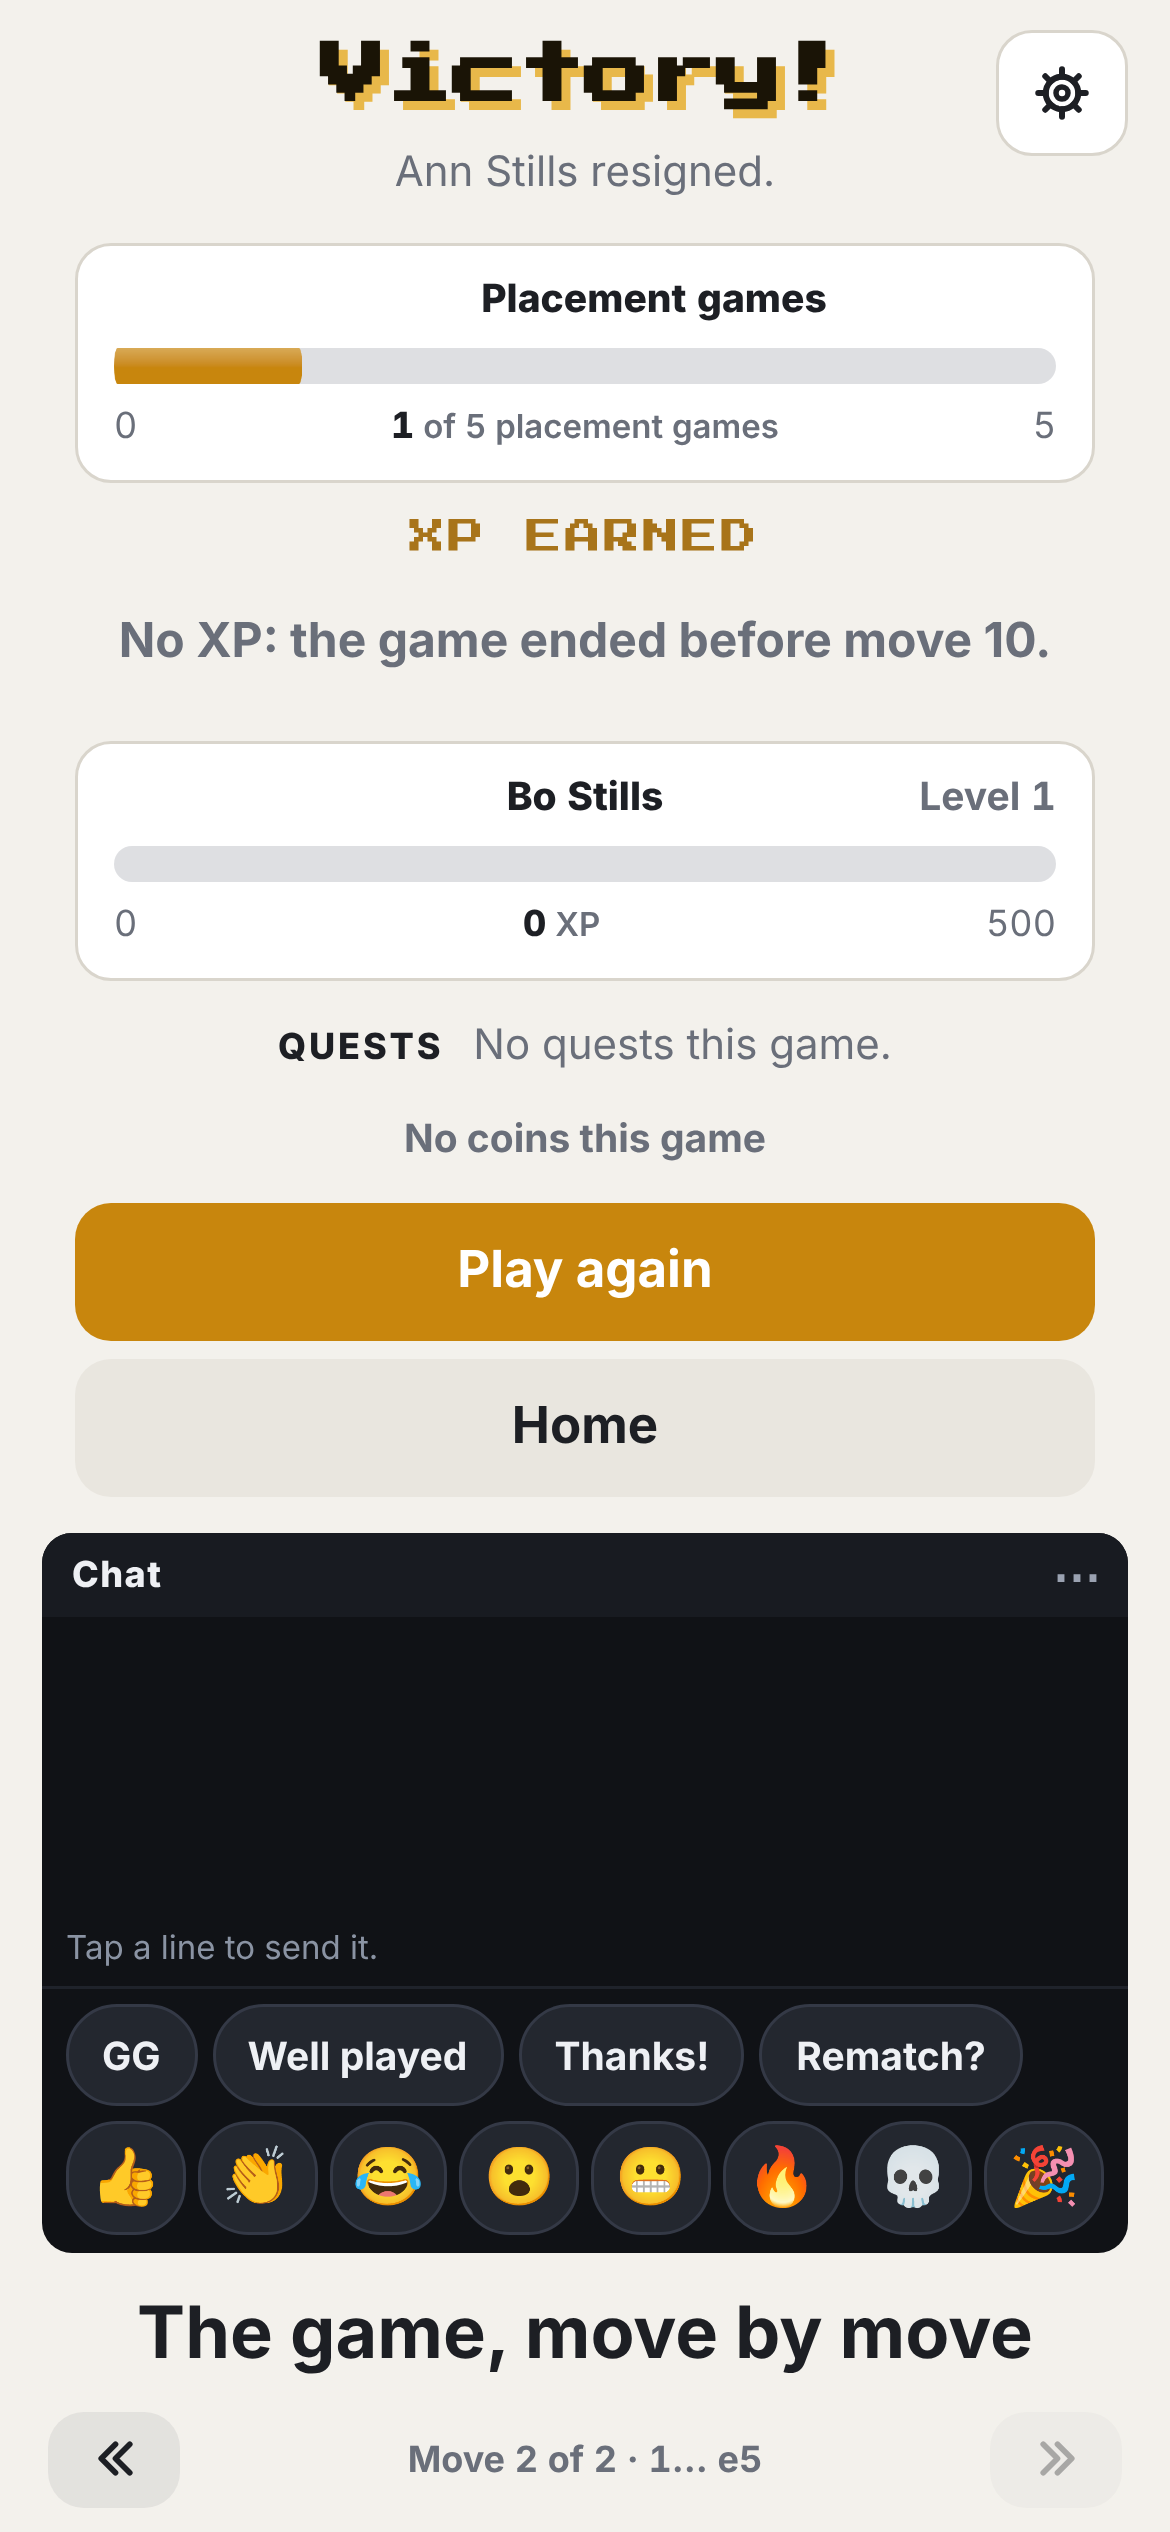 Victory!
Ann Stills resigned.
Placement games
0 1 of 5 placement games 5
XP EARNED
No XP: the game ended before move 10.
Bo Stills Level 1
0 0 XP 500
QUESTS No quests this game.
No coins this game
Play again
Home
Chat ...
Tap a line to send it.
GG Well played Thanks! Rematch?
The game, move by move
Move 2 of 2 · 1... e5